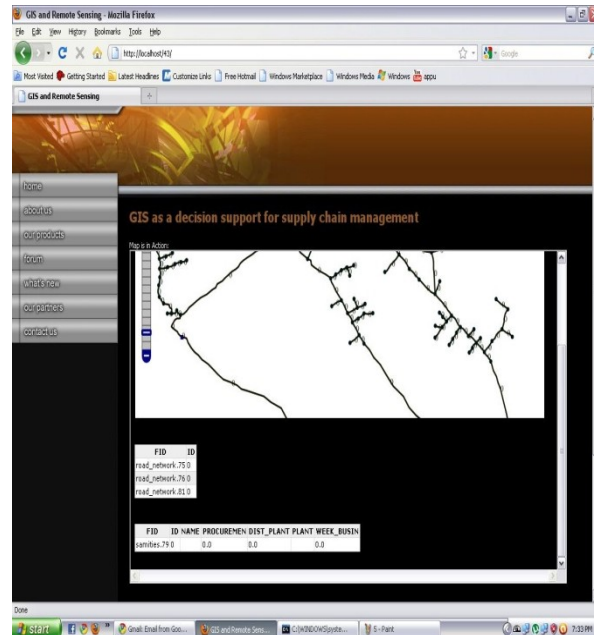 GIS and Remote Sensing - Mozilla Firefox
File Edit View History Bookmarks Tools Help
http://localhost/43/
Google
Most Visited Getting Started Latest Headlines Customize Links Free Hotmail Windows Marketplace Windows Media Windows appu
GIS and Remote Sensing
home
about us
our products
forum
what's new
our partners
contact us
GIS as a decision support for supply chain management
Map is in Action:
FID ID
road_network.75 0
road_network.76 0
road_network.81 0
FID ID NAME PROCUREMEN DIST_PLANT PLANT WEEK_BUSIN
samities.79 0 0.0 0.0 0.0
Done
start Gmail: Email from Goo... GIS and Remote Sens... C:\WINDOWS\syste... 5 - Paint 7:33 PM